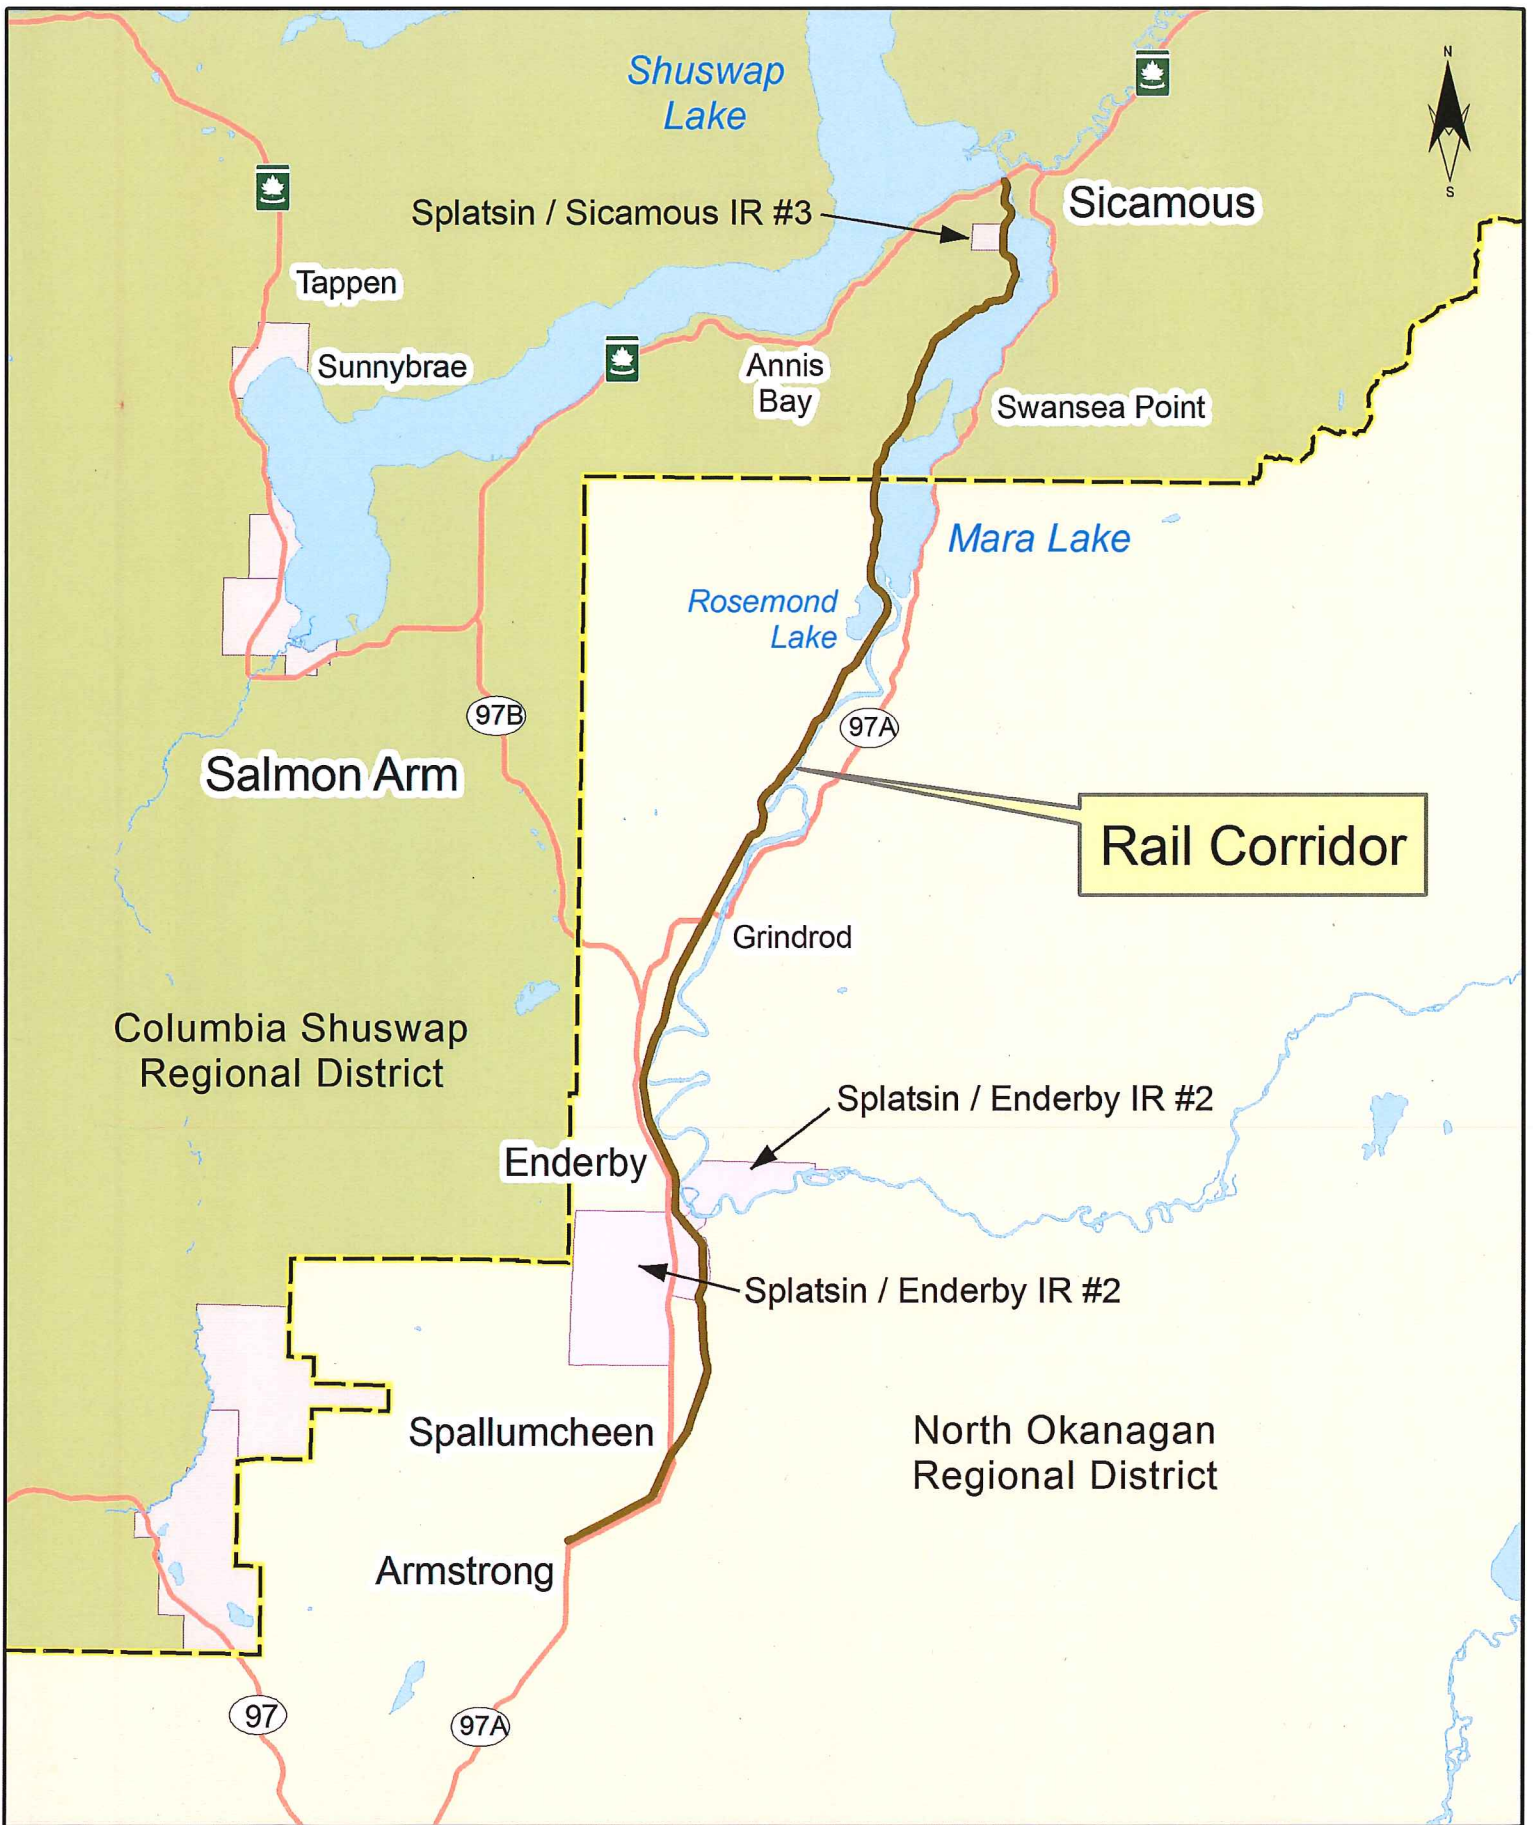 N
Shuswap
Lake
S
Splatsin / Sicamous IR #3
Sicamous
Tappen
Sunnybrae
Annis
Bay
Swansea Point
Mara Lake
Rosemond
Lake
97B
97A
Salmon Arm
Rail Corridor
Grindrod
Columbia Shuswap
Regional District
Splatsin / Enderby IR #2
Enderby
Splatsin / Enderby IR #2
Spallumcheen
North Okanagan
Regional District
Armstrong
97
97A